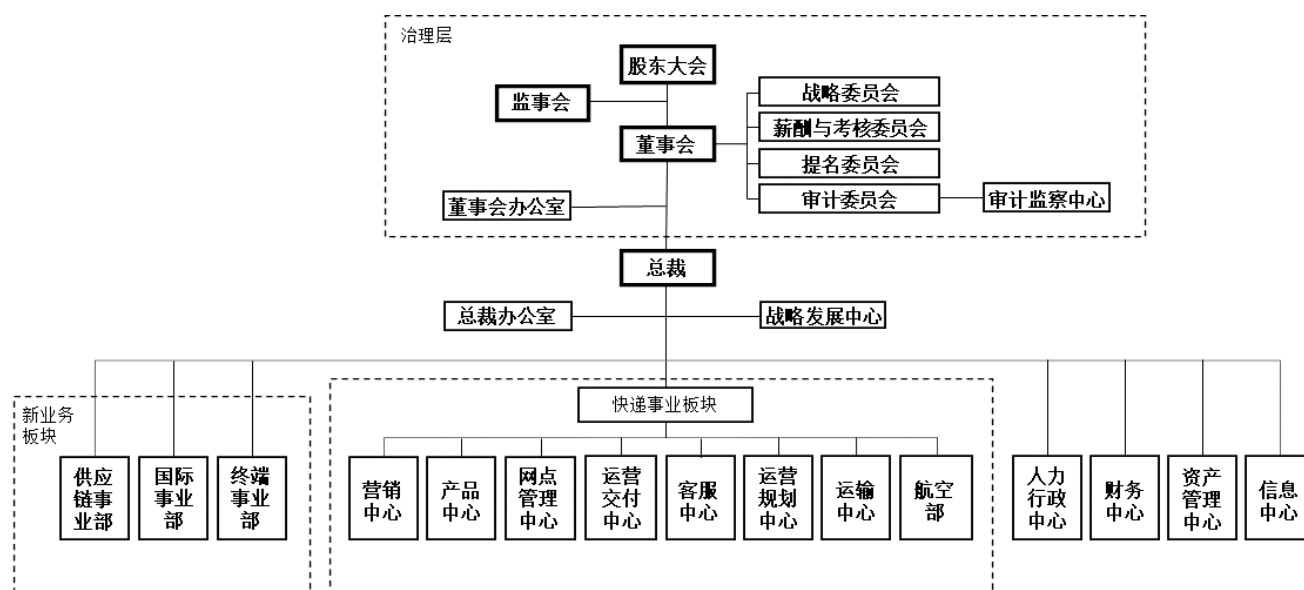 治理层
股东大会
监事会
战略委员会
薪酬与考核委员会
董事会
提名委员会
审计委员会
审计监察中心
董事会办公室
总裁
总裁办公室
战略发展中心
新业务
板块
快递事业板块
供应
链事
业部
国际
事业
部
终端
事业部
营销
中心
产品
中心
网点
管理
中心
运营
交付
中心
客服
中心
运营
规划
中心
运输
中心
航空
部
人力
行政
中心
财务
中心
资产
管理
中心
信息
中心